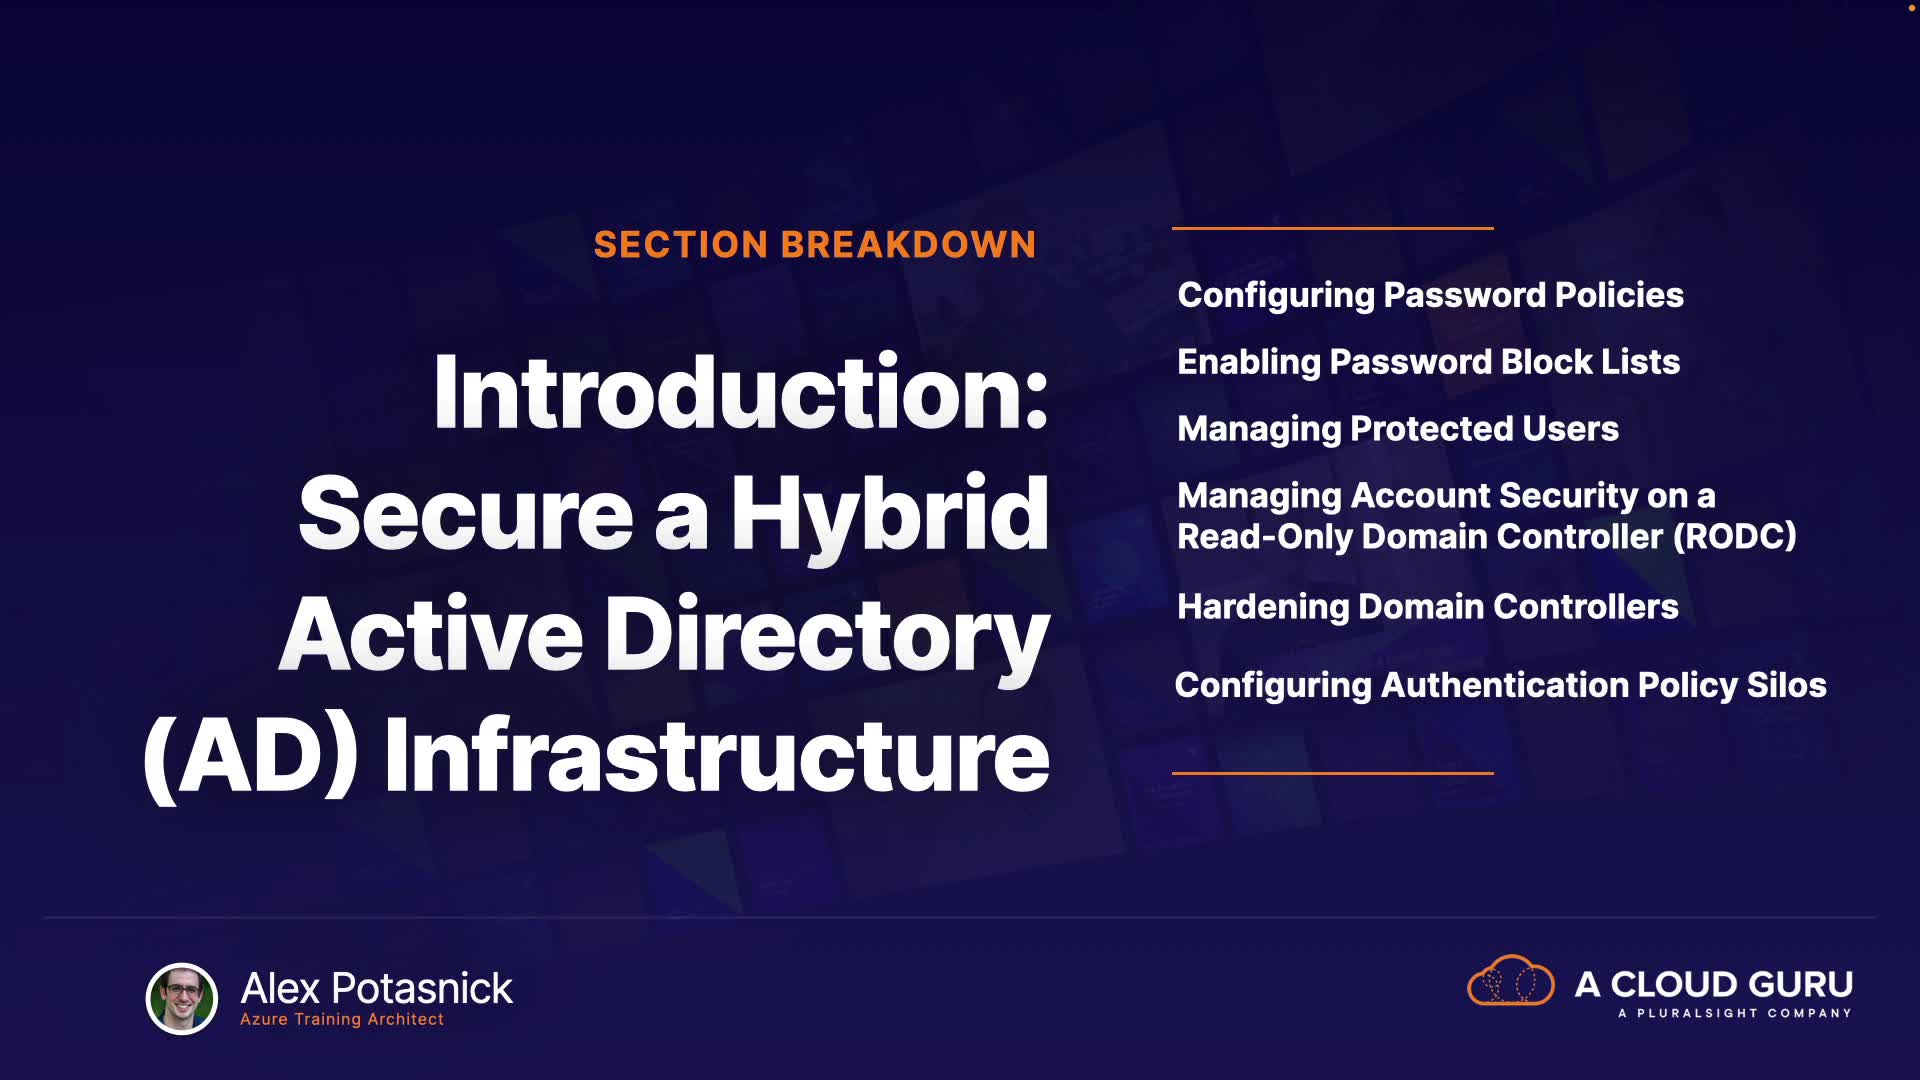 SECTION BREAKDOWN
Introduction:
Secure a Hybrid
Active Directory
(AD) Infrastructure
Configuring Password Policies
Enabling Password Block Lists
Managing Protected Users
Managing Account Security on a
Read-Only Domain Controller (RODC)
Hardening Domain Controllers
Configuring Authentication Policy Silos
Alex Potasnick
Azure Training Architect
A CLOUD GURU
A PLURALSIGHT COMPANY